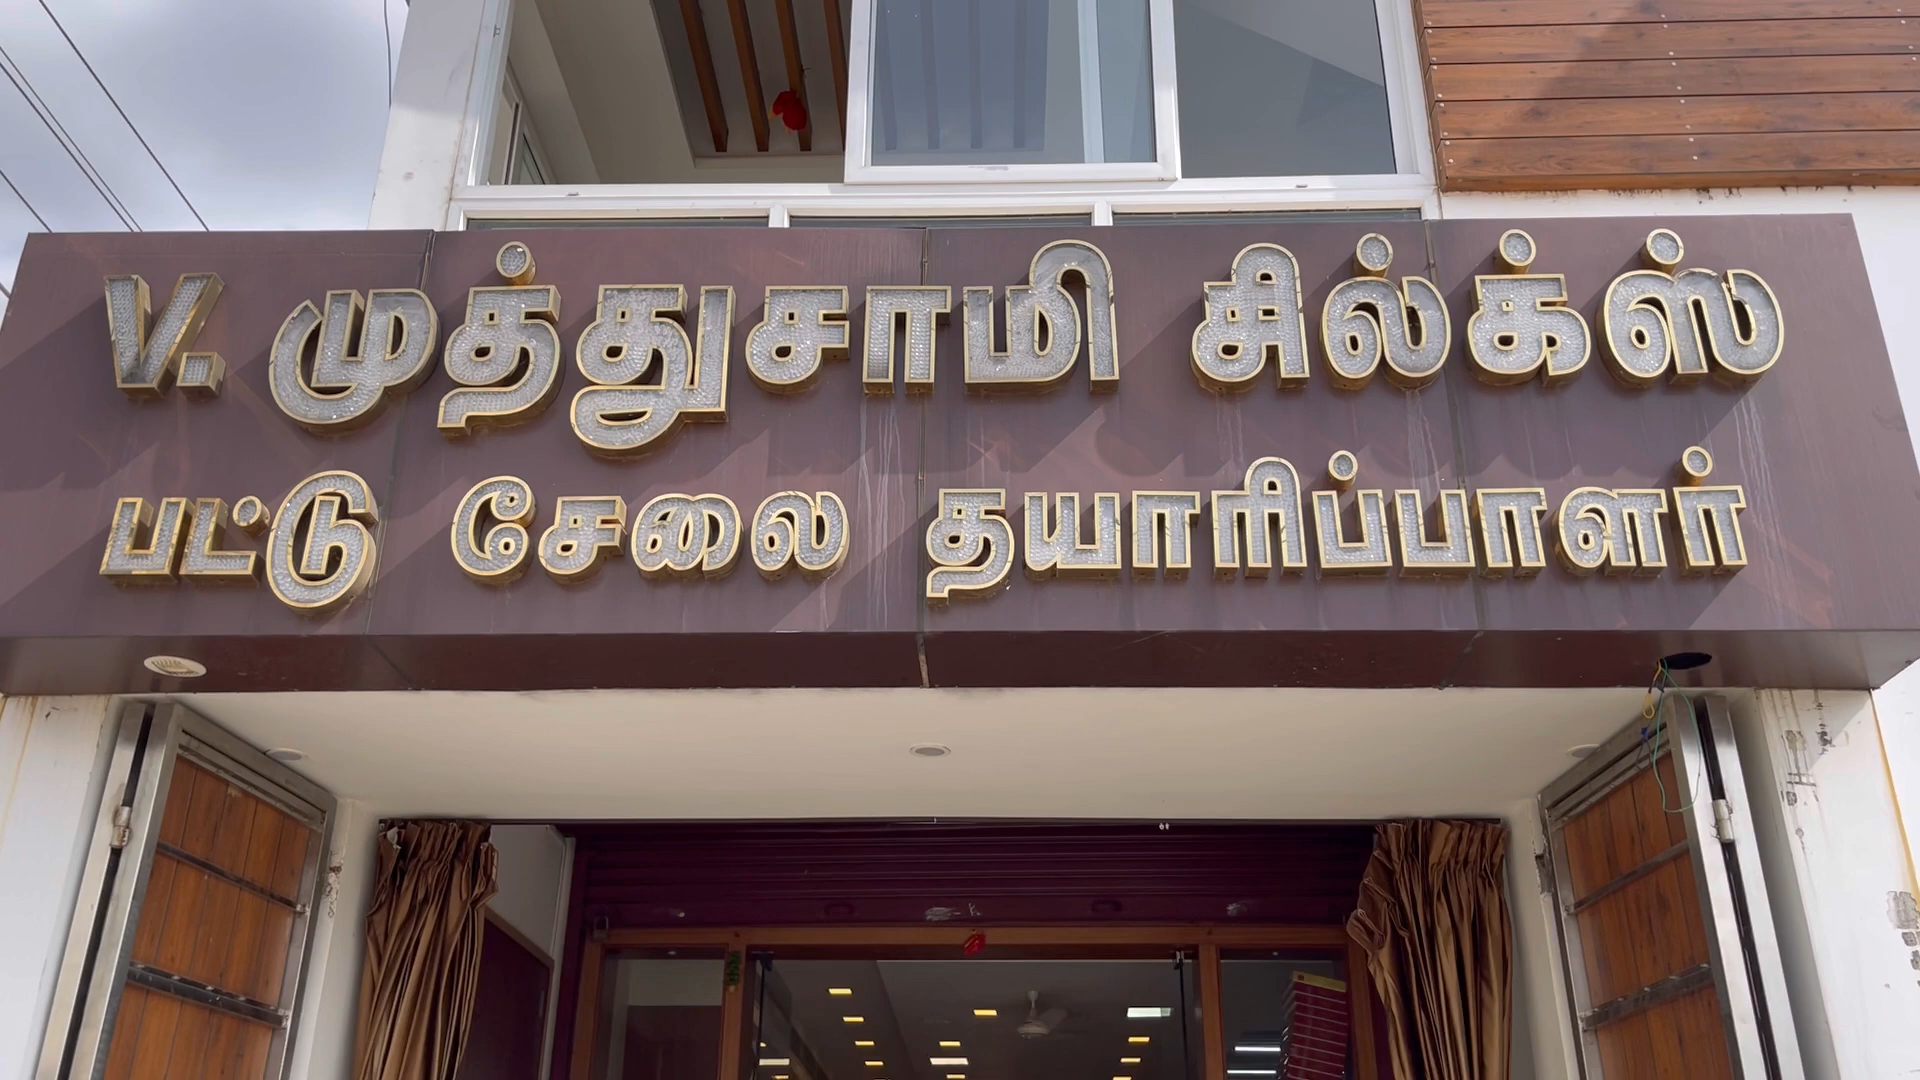 V. முத்துசாமி சில்க்ஸ்
பட்டு சேலை தயாரிப்பாளர்